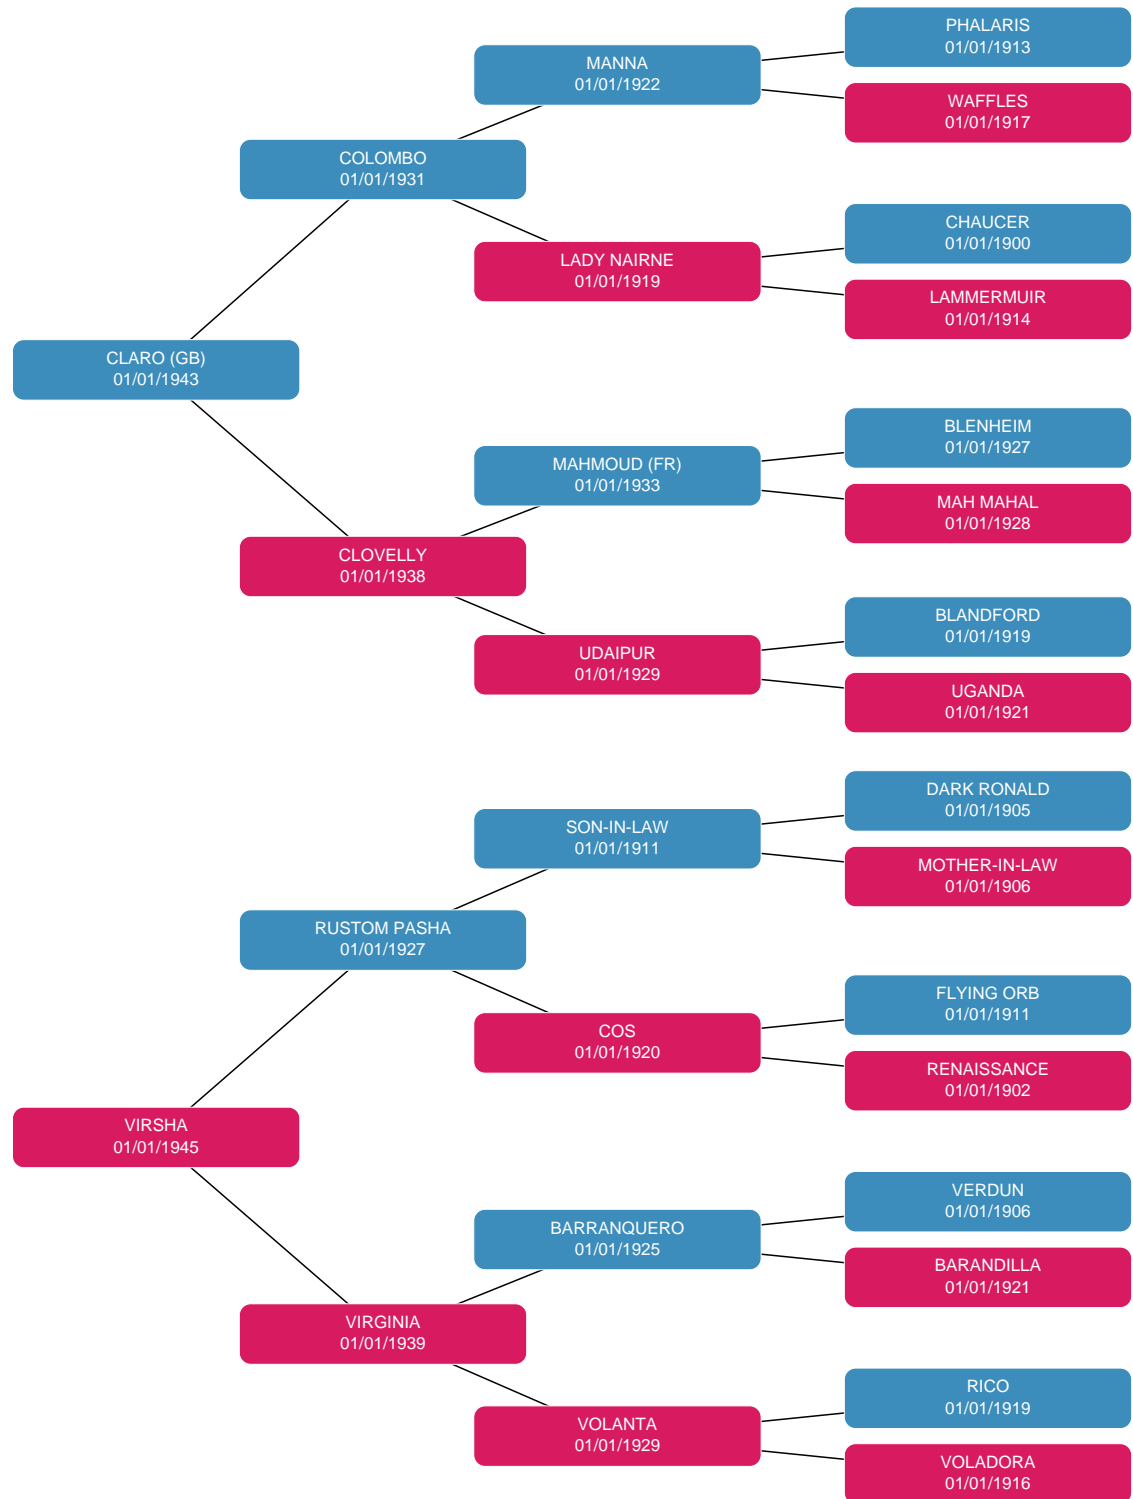 PHALARIS
01/01/1913
MANNA
01/01/1922
WAFFLES
01/01/1917
COLOMBO
01/01/1931
CHAUCER
01/01/1900
LADY NAIRNE
01/01/1919
LAMMERMUIR
01/01/1914
CLARO (GB)
01/01/1943
BLENHEIM
01/01/1927
MAHMOUD (FR)
01/01/1933
MAH MAHAL
01/01/1928
CLOVELLY
01/01/1938
BLANDFORD
01/01/1919
UDAIPUR
01/01/1929
UGANDA
01/01/1921
DARK RONALD
01/01/1905
SON-IN-LAW
01/01/1911
MOTHER-IN-LAW
01/01/1906
RUSTOM PASHA
01/01/1927
FLYING ORB
01/01/1911
COS
01/01/1920
RENAISSANCE
01/01/1902
VIRSHA
01/01/1945
VERDUN
01/01/1906
BARRANQUERO
01/01/1925
BARANDILLA
01/01/1921
VIRGINIA
01/01/1939
RICO
01/01/1919
VOLANTA
01/01/1929
VOLADORA
01/01/1916